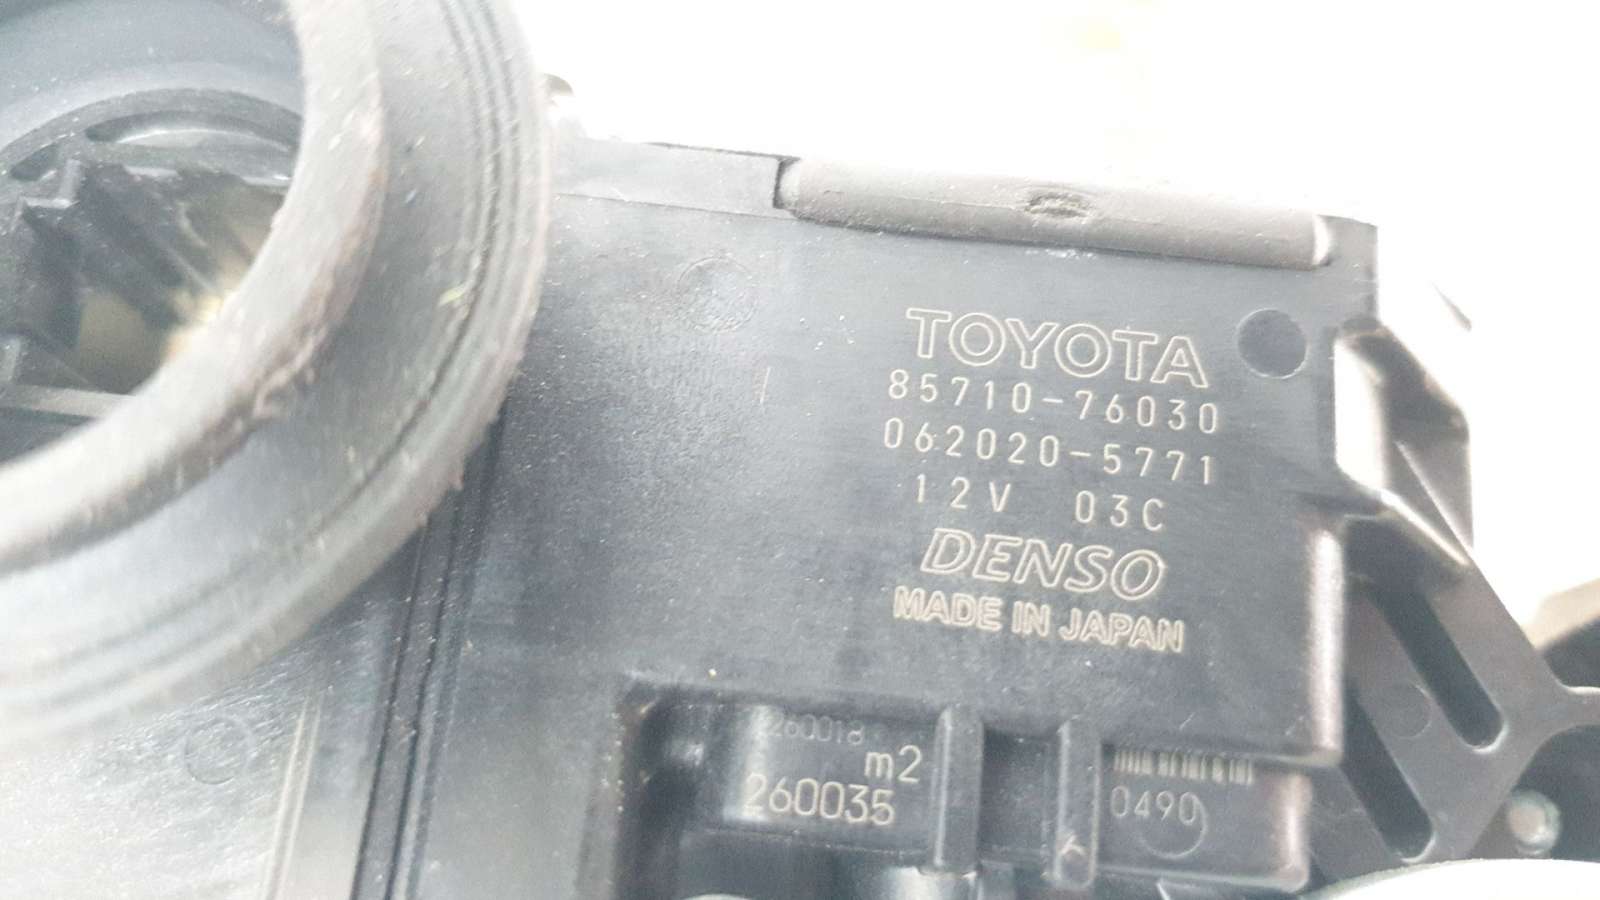 TOYOTA
85710-76030
062020-5771
12V 03C
DENSO
MADE IN JAPAN
260018
m2
260035
0490